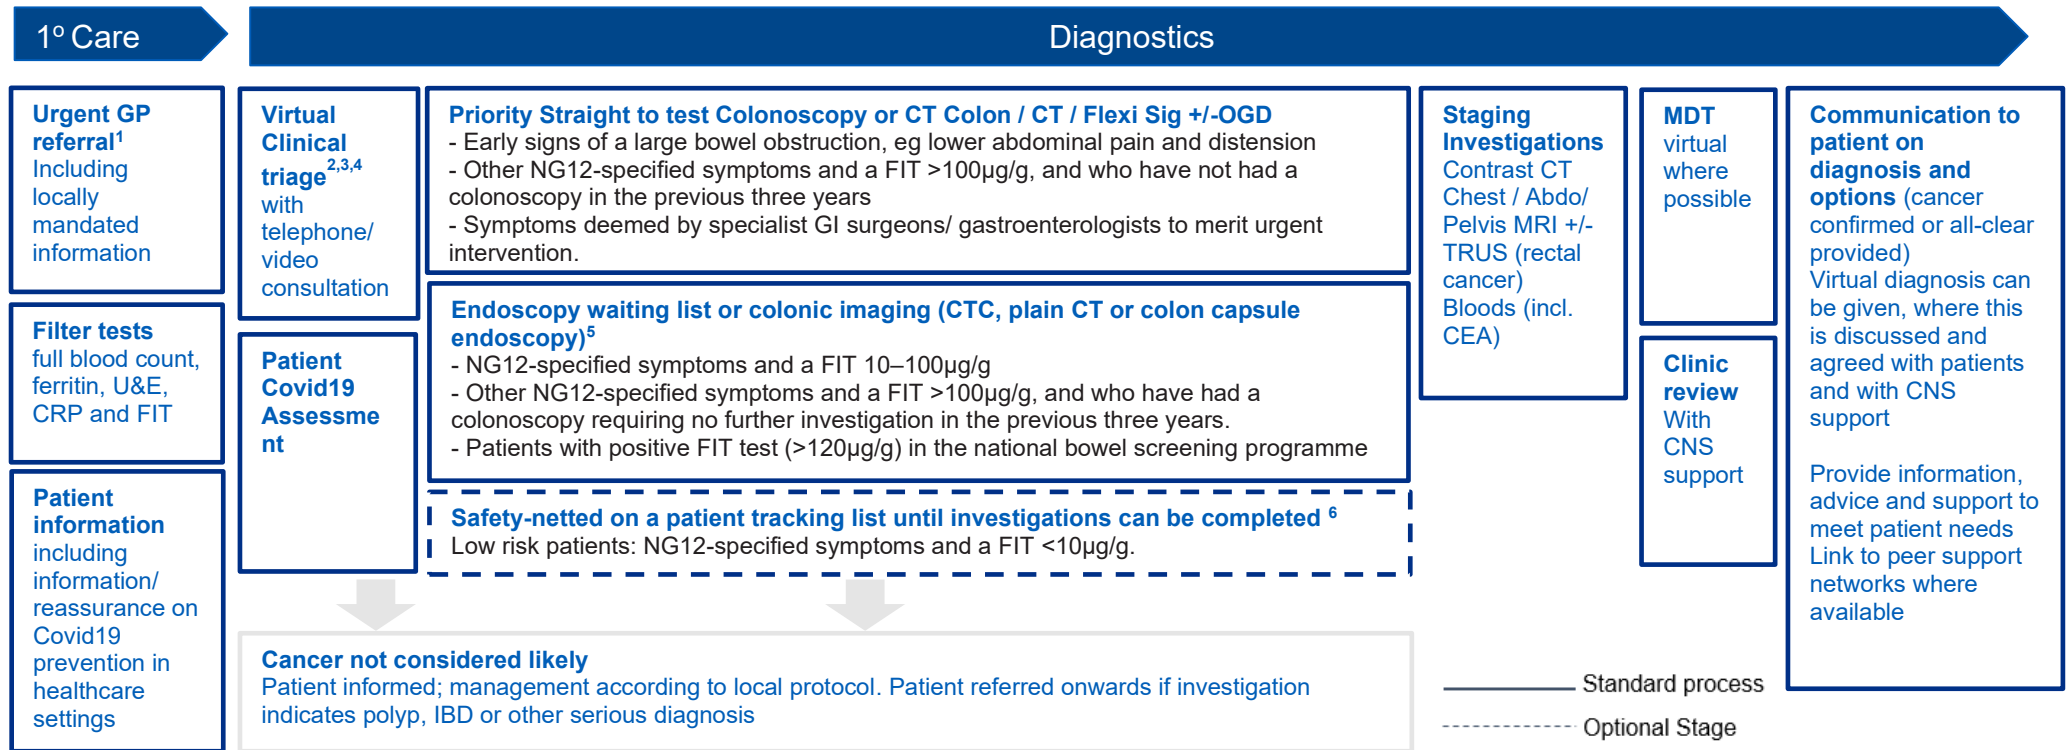 1º Care
Diagnostics
Urgent GP
referral1
Including
locally
mandated
information
Filter tests
full blood count,
ferritin, U&E,
CRP and FIT
Patient
information
including
information/
reassurance on
Covid19
prevention in
healthcare
settings
Virtual
Clinical
triage2,3,4
with
telephone/
video
consultation
Patient
Covid19
Assessme
nt
Priority Straight to test Colonoscopy or CT Colon / CT / Flexi Sig +/-OGD
- Early signs of a large bowel obstruction, eg lower abdominal pain and distension
- Other NG12-specified symptoms and a FIT >100µg/g, and who have not had a
colonoscopy in the previous three years
- Symptoms deemed by specialist GI surgeons/ gastroenterologists to merit urgent
intervention.
Endoscopy waiting list or colonic imaging (CTC, plain CT or colon capsule
endoscopy)5
- NG12-specified symptoms and a FIT 10–100µg/g
- Other NG12-specified symptoms and a FIT >100µg/g, and who have had a
colonoscopy requiring no further investigation in the previous three years.
- Patients with positive FIT test (>120µg/g) in the national bowel screening programme
Safety-netted on a patient tracking list until investigations can be completed 6
Low risk patients: NG12-specified symptoms and a FIT <10µg/g.
Cancer not considered likely
Patient informed; management according to local protocol. Patient referred onwards if investigation
indicates polyp, IBD or other serious diagnosis
Staging
Investigations
Contrast CT
Chest / Abdo/
Pelvis MRI +/-
TRUS (rectal
cancer)
Bloods (incl.
CEA)
MDT
virtual
where
possible
Clinic
review
With
CNS
support
Communication to
patient on
diagnosis and
options (cancer
confirmed or all-clear
provided)
Virtual diagnosis can
be given, where this
is discussed and
agreed with patients
and with CNS
support
Provide information,
advice and support to
meet patient needs
Link to peer support
networks where
available
Standard process
Optional Stage